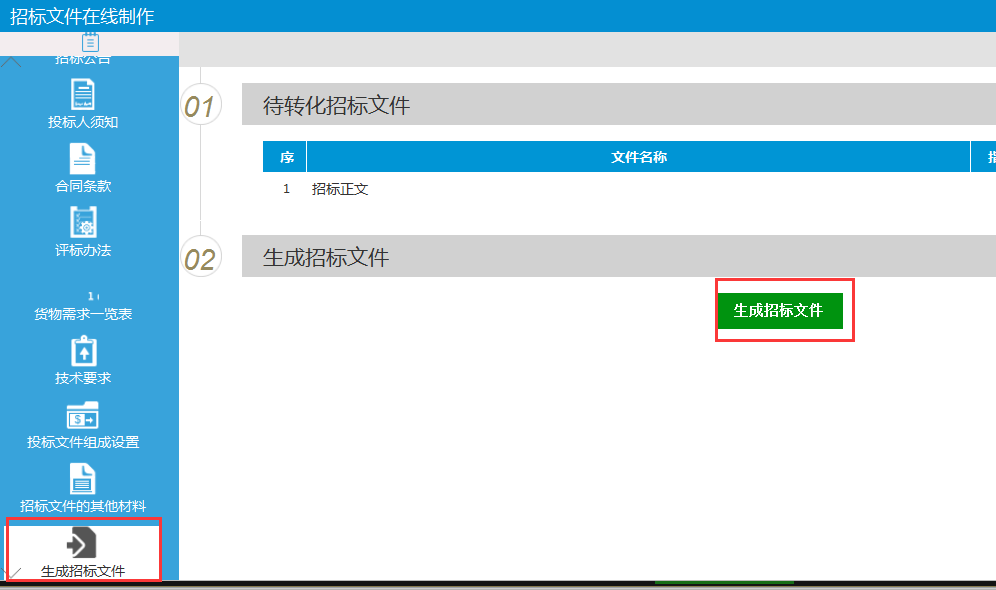 招标文件在线制作
招标公告
投标人须知
合同条款
评标办法
货物需求一览表
技术要求
投标文件组成设置
招标文件的其他材料
生成招标文件
01
待转化招标文件
序 文件名称
1 招标正文
02
生成招标文件
生成招标文件